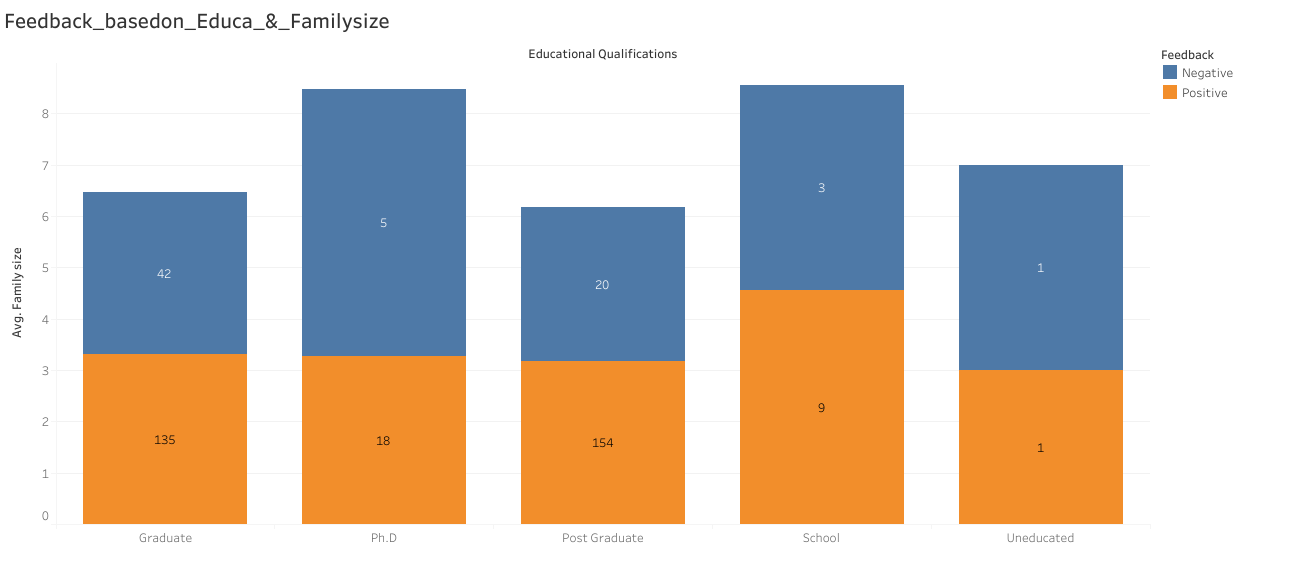 Feedback_basedon_Educa_&_Familysize
Educational Qualifications
Feedback
Negative
Positive
Avg. Family size
8
7
6
5
4
3
2
1
0
42
5
20
3
1
135
18
154
9
1
Graduate
Ph.D
Post Graduate
School
Uneducated